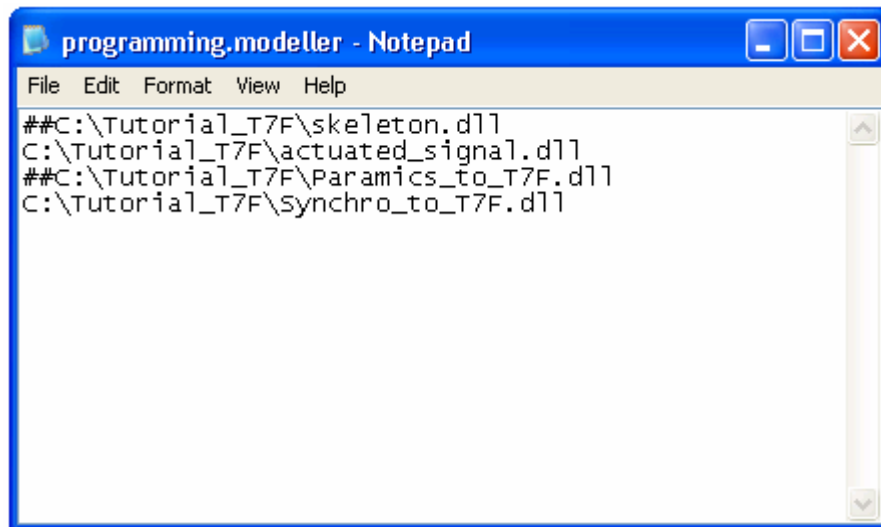 programming.modeller - Notepad
File Edit Format View Help
##C:\Tutorial_T7F\skeleton.dll
C:\Tutorial_T7F\actuated_signal.dll
##C:\Tutorial_T7F\Paramics_to_T7F.dll
C:\Tutorial_T7F\Synchro_to_T7F.dll